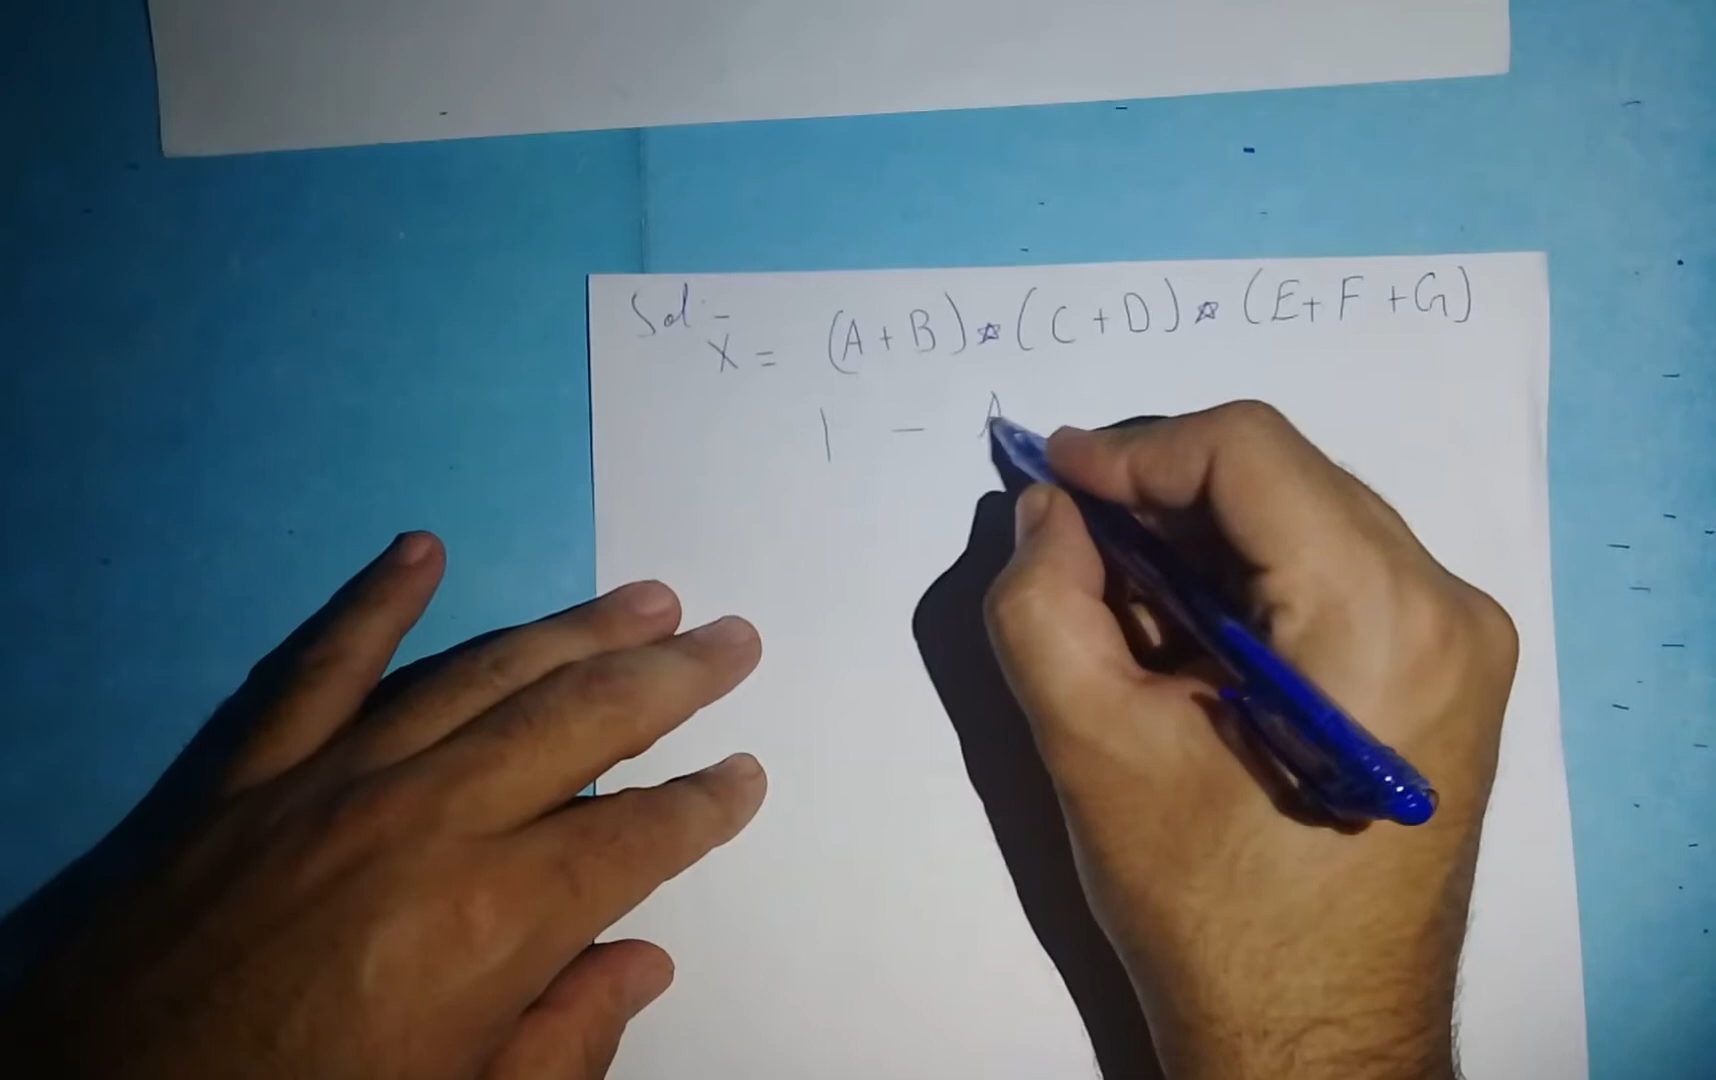 Sol:-
X = (A + B) * (C + D) * (E + F + G)
1 - A